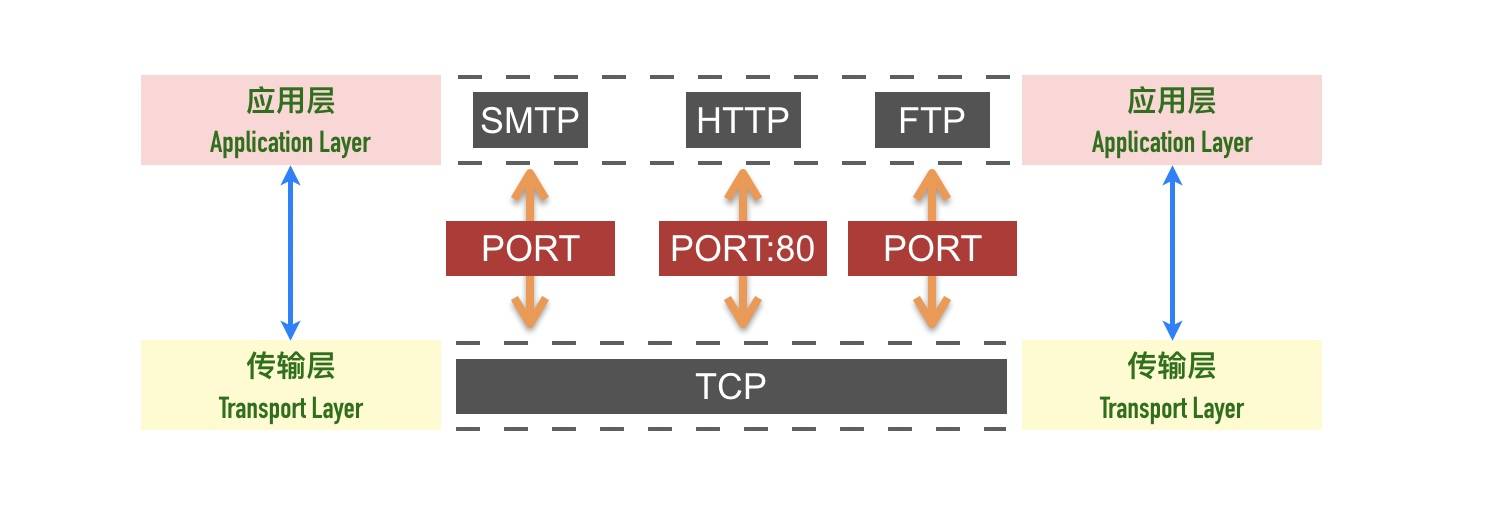 应用层
Application Layer
SMTP
HTTP
FTP
应用层
Application Layer
PORT
PORT:80
PORT
传输层
Transport Layer
TCP
传输层
Transport Layer